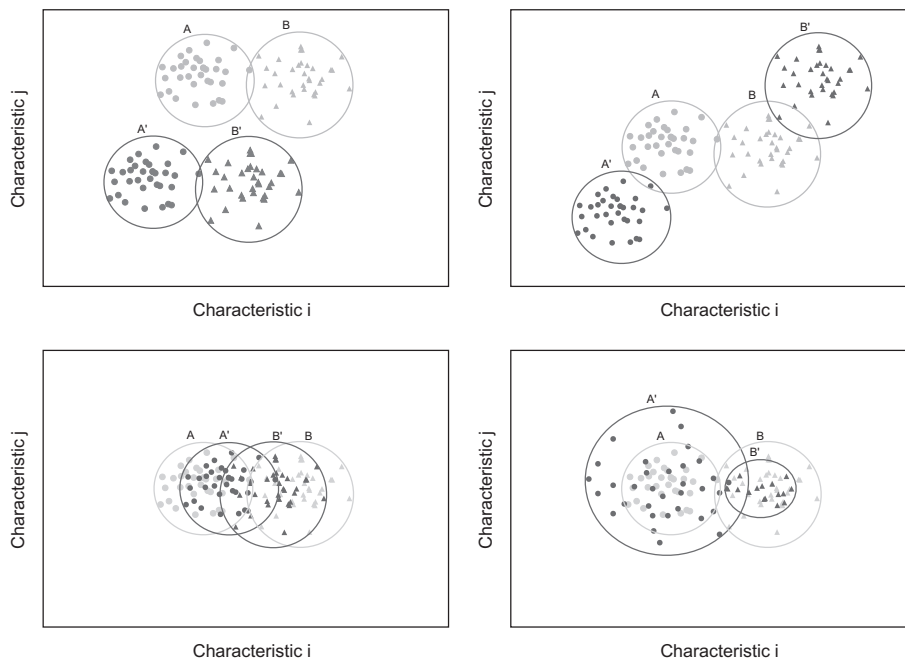 A B
A' B'
Characteristic j
Characteristic i
B'
A B
A'
Characteristic j
Characteristic i
A A' B' B
Characteristic j
Characteristic i
A'
A B
B'
Characteristic j
Characteristic i